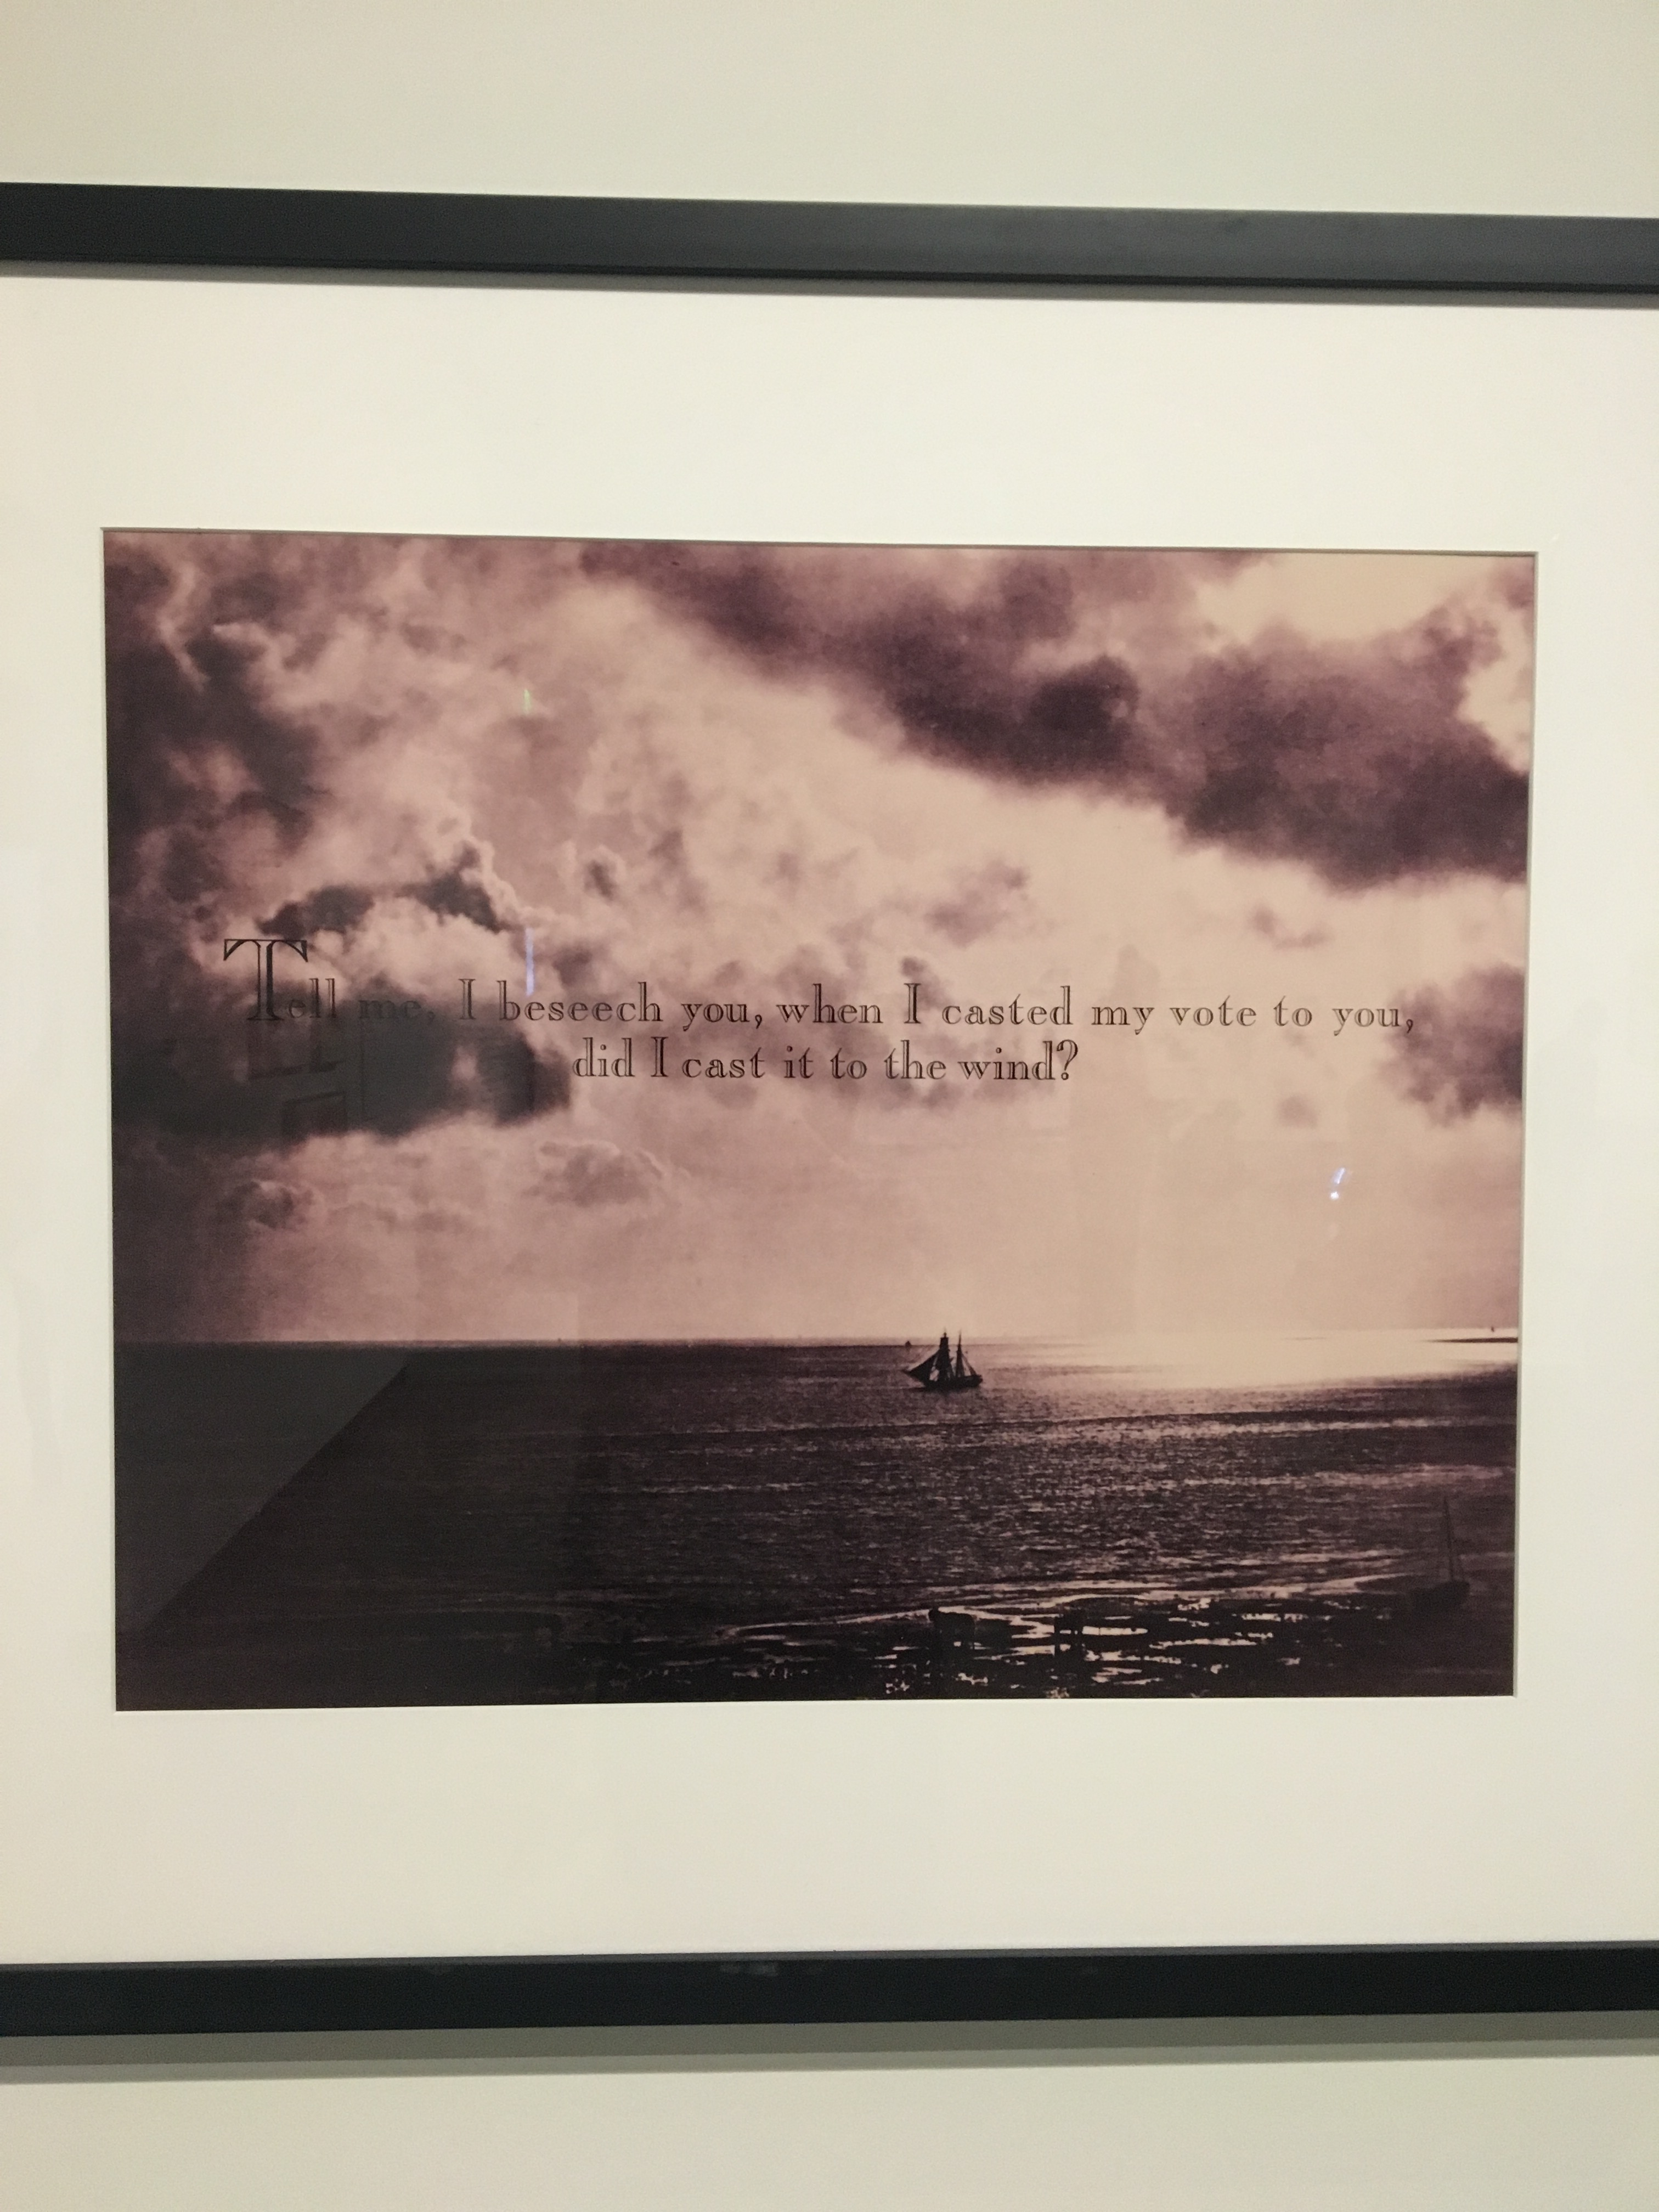 Tell me, I beseech you, when I casted my vote to you,
did I cast it to the wind?